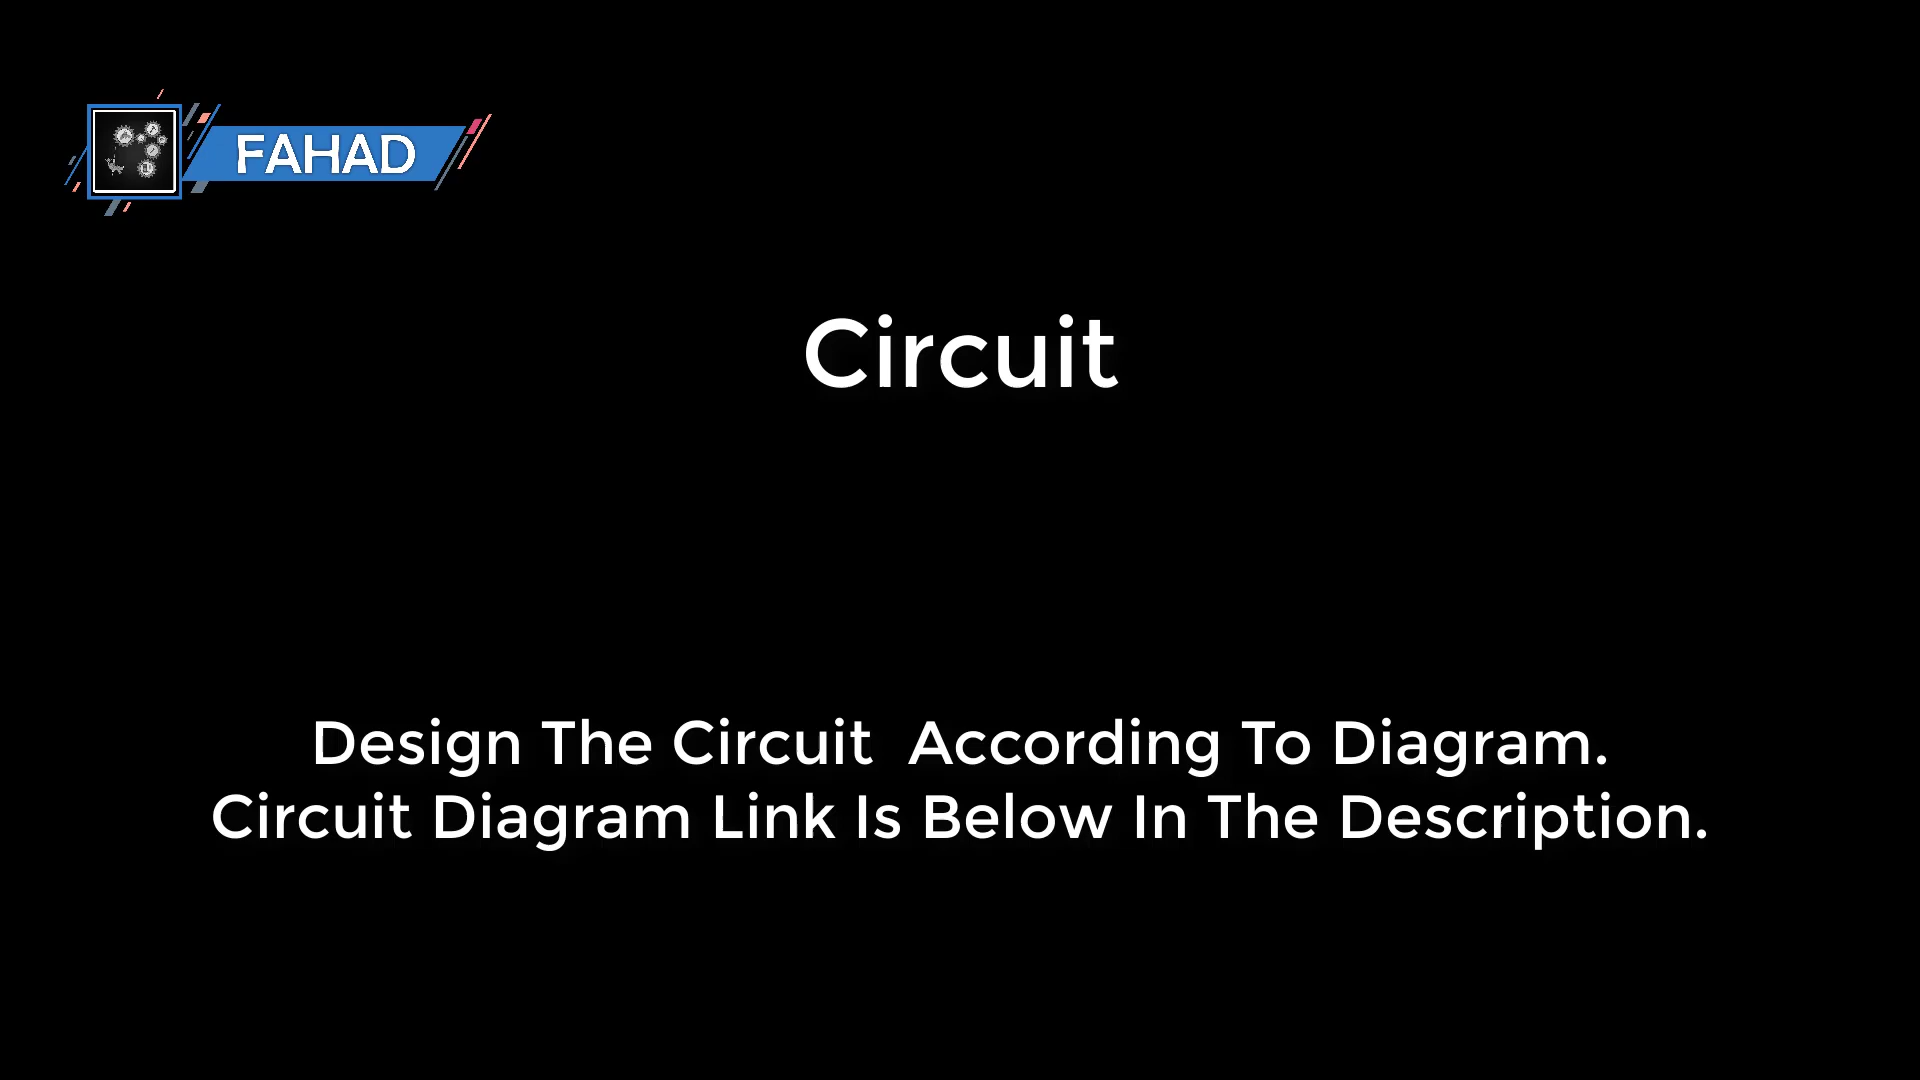 FAHAD
Circuit
Design The Circuit  According To Diagram.
Circuit Diagram Link Is Below In The Description.